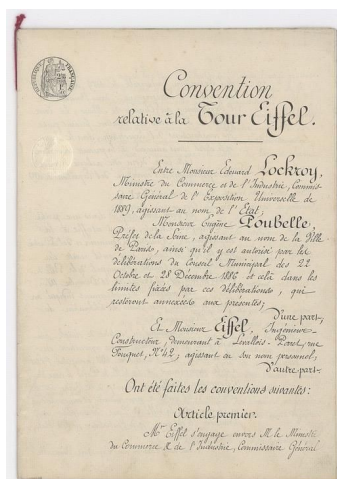 Convention
relative à la Tour Eiffel.
Entre Monsieur Edouard Lockroy,
Ministre du Commerce et de l'Industrie, Commis-
saire Général de l'Exposition Universelle de
1889, agissant au nom de l'Etat,
Monsieur Eugène Poubelle,
Préfet de la Seine, agissant au nom de la Ville
de Paris, ainsi qu'il y est autorisé par les
délibérations du Conseil Municipal des 22
Octobre et 28 Décembre 1886 et cela dans les
limites fixées par ces délibérations, qui
resteront annexées aux présentes;
D'une part,
Et Monsieur Eiffel, Ingénieur-
Constructeur, demeurant à Levallois-Perret, rue
Fouquet, N°42; agissant en son nom personnel,
D'autre part,
Ont été faites les conventions suivantes:
Article premier.
Mr Eiffel s'engage envers M. le Ministre
du Commerce & de l'Industrie, Commissaire Général